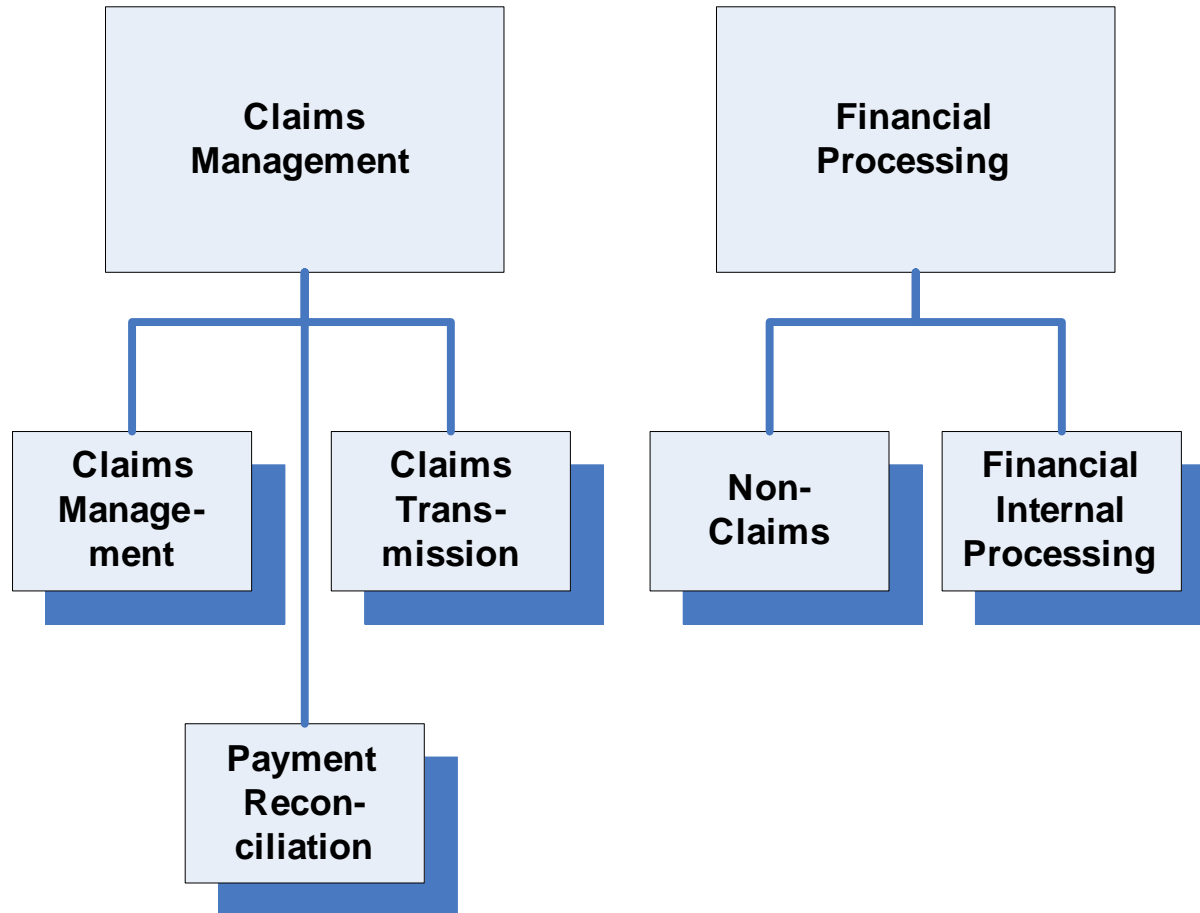 Claims
Management
Financial
Processing
Claims
Manage-
ment
Claims
Trans-
mission
Non-
Claims
Financial
Internal
Processing
Payment
Recon-
ciliation